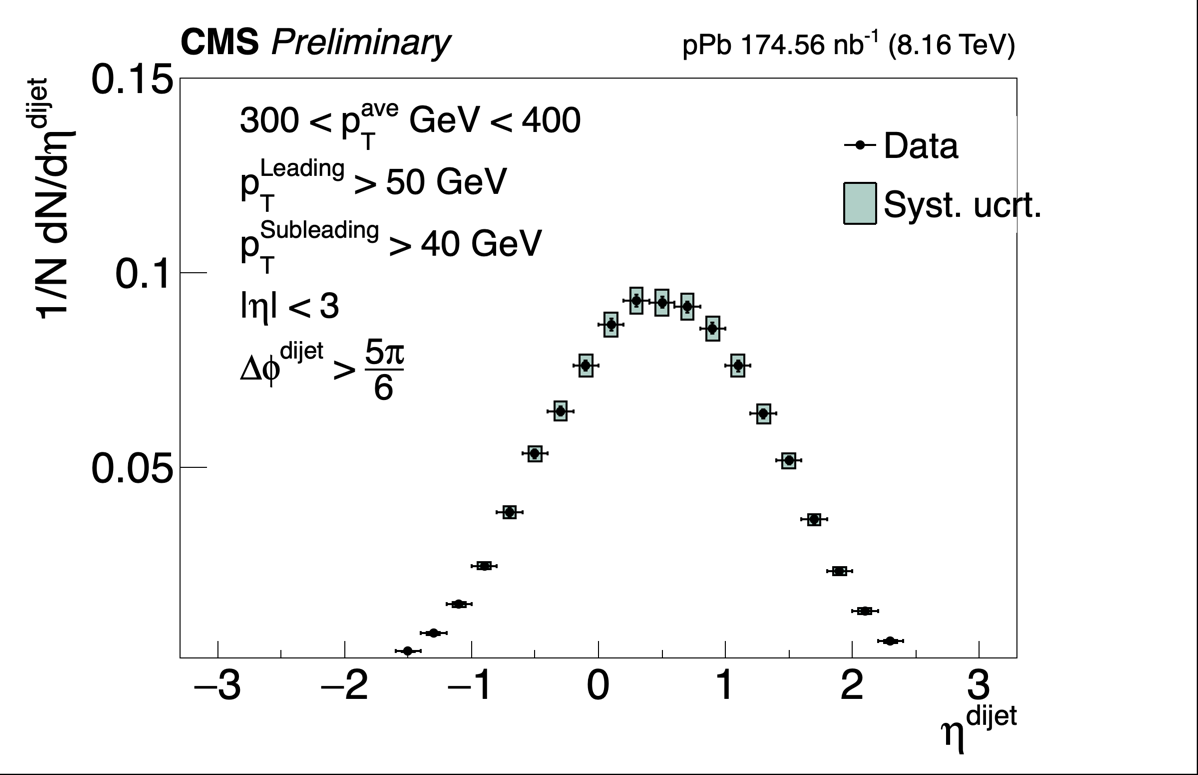 CMS Preliminary
pPb 174.56 nb⁻¹ (8.16 TeV)
1/N dN/dη^dijet
0.15
0.1
0.05
300 < p_T^ave GeV < 400
p_T^Leading > 50 GeV
p_T^Subleading > 40 GeV
|η| < 3
Δϕ^dijet > 5π/6
Data
Syst. ucrt.
−3 −2 −1 0 1 2 3
η^dijet